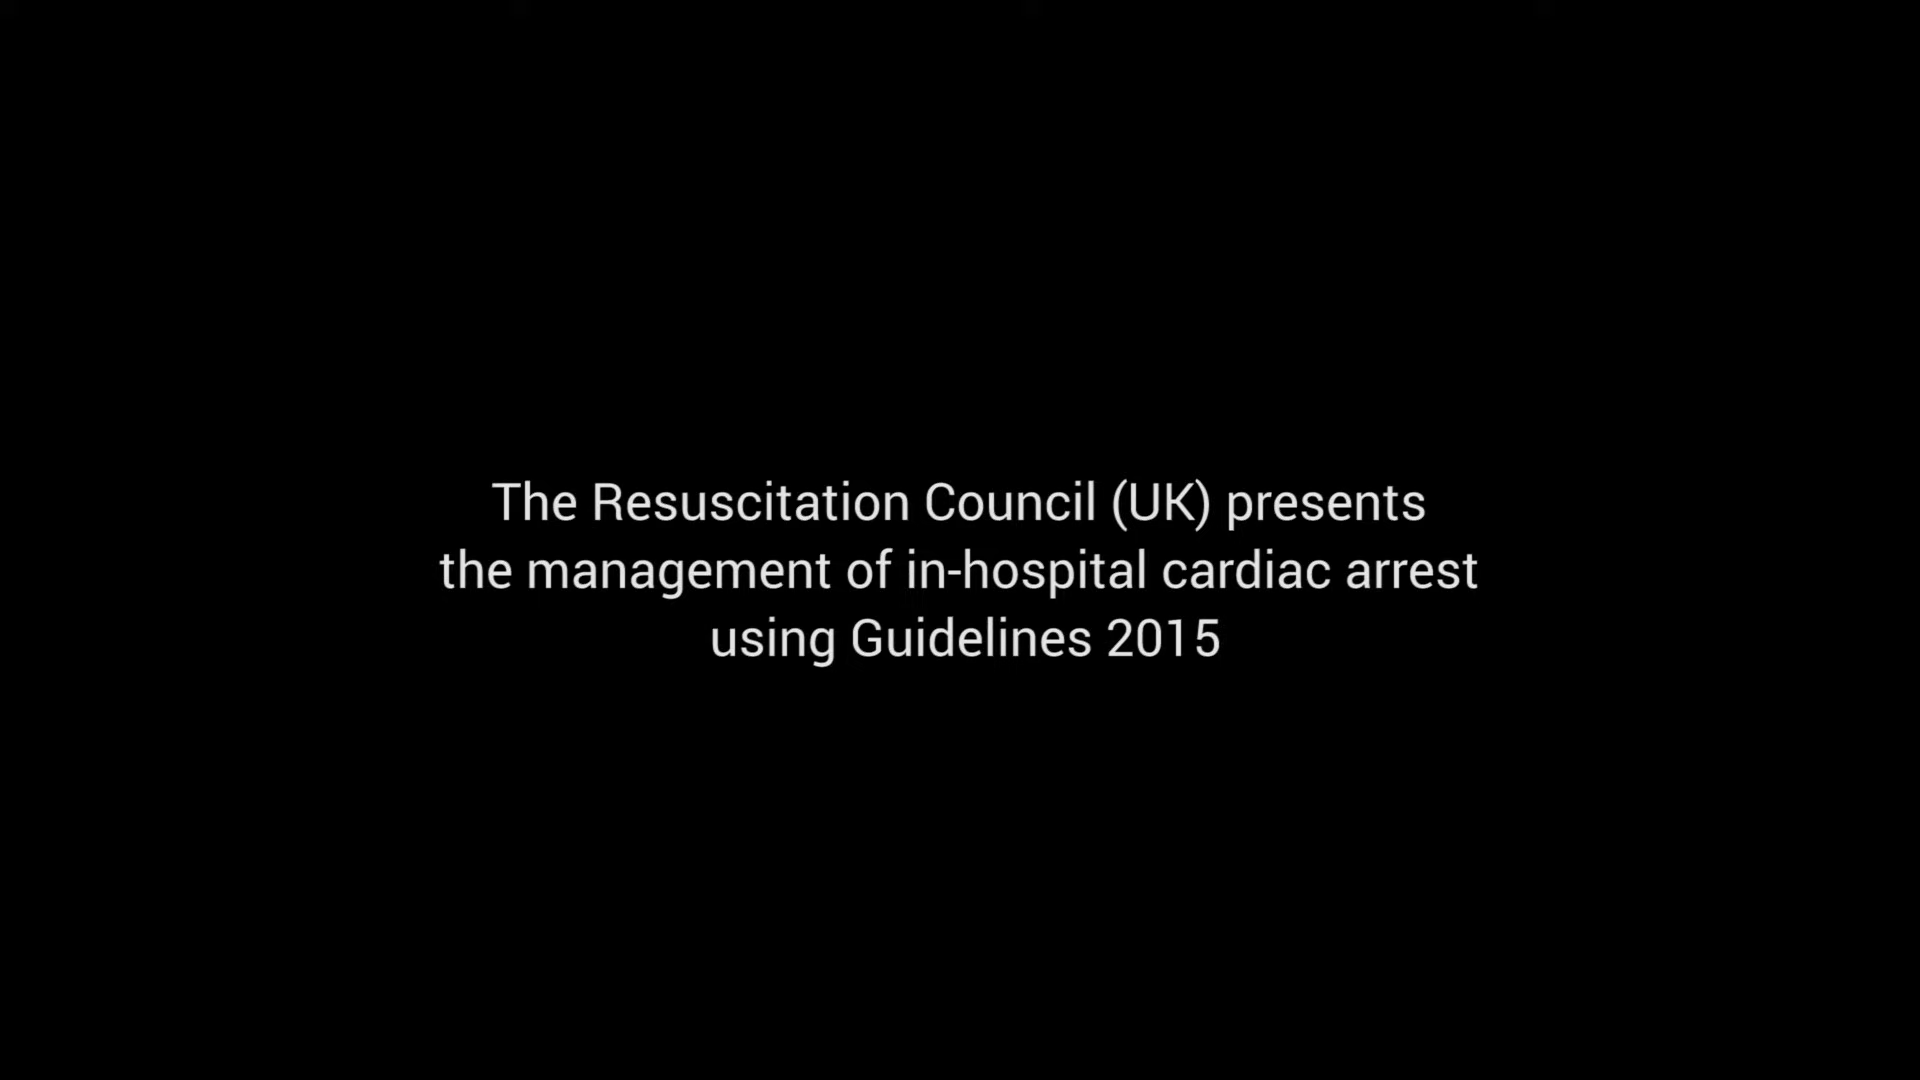 The Resuscitation Council (UK) presents
the management of in-hospital cardiac arrest
using Guidelines 2015